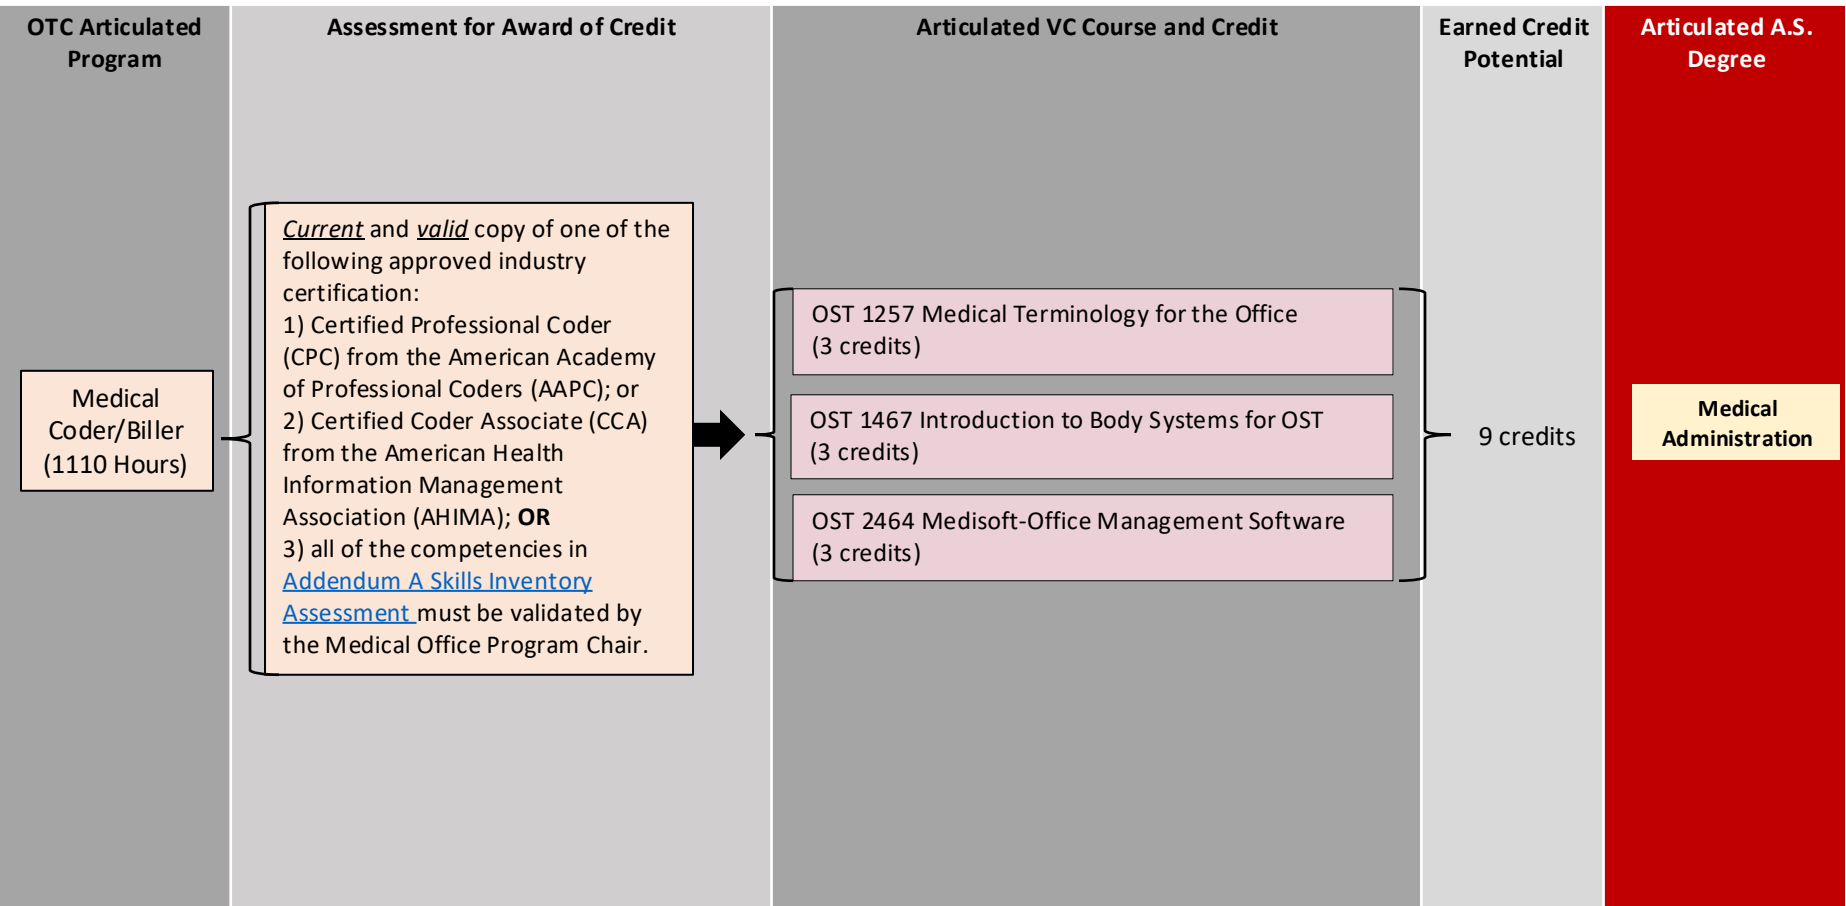 OTC Articulated
Program
Assessment for Award of Credit
Articulated VC Course and Credit
Earned Credit
Potential
Articulated A.S.
Degree
Medical
Coder/Biller
(1110 Hours)
Current and valid copy of one of the
following approved industry
certification:
1) Certified Professional Coder
(CPC) from the American Academy
of Professional Coders (AAPC); or
2) Certified Coder Associate (CCA)
from the American Health
Information Management
Association (AHIMA); OR
3) all of the competencies in
Addendum A Skills Inventory
Assessment must be validated by
the Medical Office Program Chair.
OST 1257 Medical Terminology for the Office
(3 credits)
OST 1467 Introduction to Body Systems for OST
(3 credits)
OST 2464 Medisoft-Office Management Software
(3 credits)
9 credits
Medical
Administration